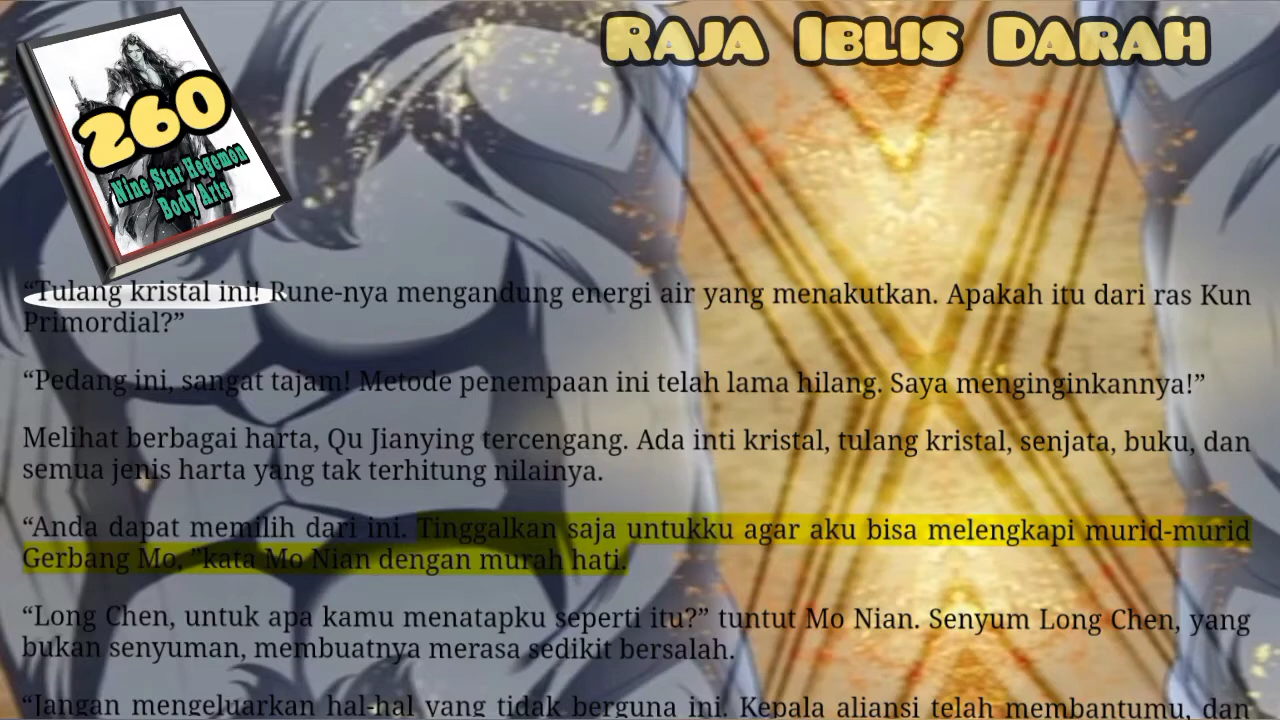 Raja Iblis Darah
260
Nine Star Hegemon
Body Arts
“Tulang kristal ini! Rune-nya mengandung energi air yang menakutkan. Apakah itu dari ras Kun
Primordial?”
“Pedang ini, sangat tajam! Metode penempaan ini telah lama hilang. Saya menginginkannya!”
Melihat berbagai harta, Qu Jianying tercengang. Ada inti kristal, tulang kristal, senjata, buku, dan
semua jenis harta yang tak terhitung nilainya.
“Anda dapat memilih dari ini. Tinggalkan saja untukku agar aku bisa melengkapi murid-murid
Gerbang Mo, ”kata Mo Nian dengan murah hati.
“Long Chen, untuk apa kamu menatapku seperti itu?” tuntut Mo Nian. Senyum Long Chen, yang
bukan senyuman, membuatnya merasa sedikit bersalah.
“Jangan mengeluarkan hal-hal yang tidak berguna ini. Kepala aliansi telah membantumu, dan